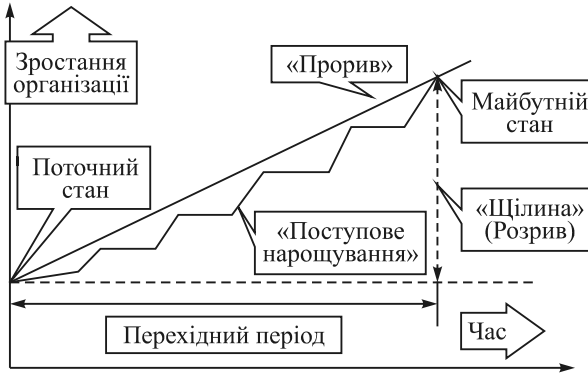 Зростання
організації
«Прорив»
Майбутній
стан
Поточний
стан
«Щілина»
(Розрив)
«Поступове
нарощування»
Перехідний період
Час